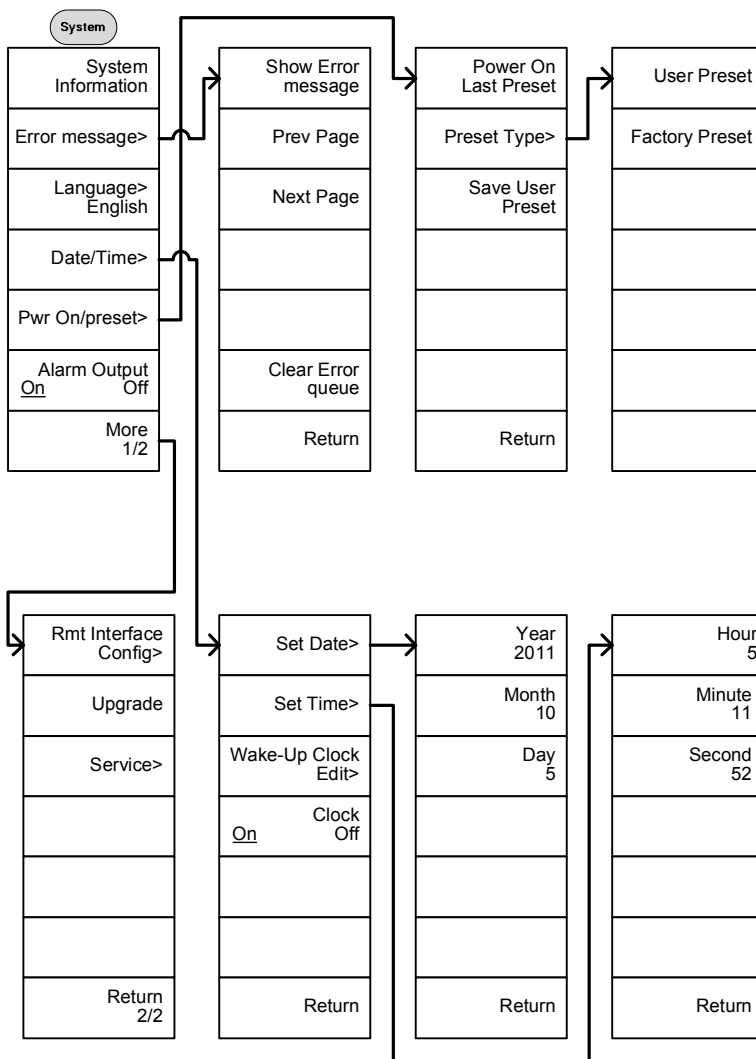 System
System
Information
Error message>
Language>
English
Date/Time>
Pwr On/preset>
Alarm Output
On Off
More
1/2
Show Error
message
Prev Page
Next Page
Clear Error
queue
Return
Power On
Last Preset
Preset Type>
Save User
Preset
Return
User Preset
Factory Preset
Rmt Interface
Config>
Upgrade
Service>
Return
2/2
Set Date>
Set Time>
Wake-Up Clock
Edit>
Clock
On Off
Return
Year
2011
Month
10
Day
5
Return
Hour
5
Minute
11
Second
52
Return